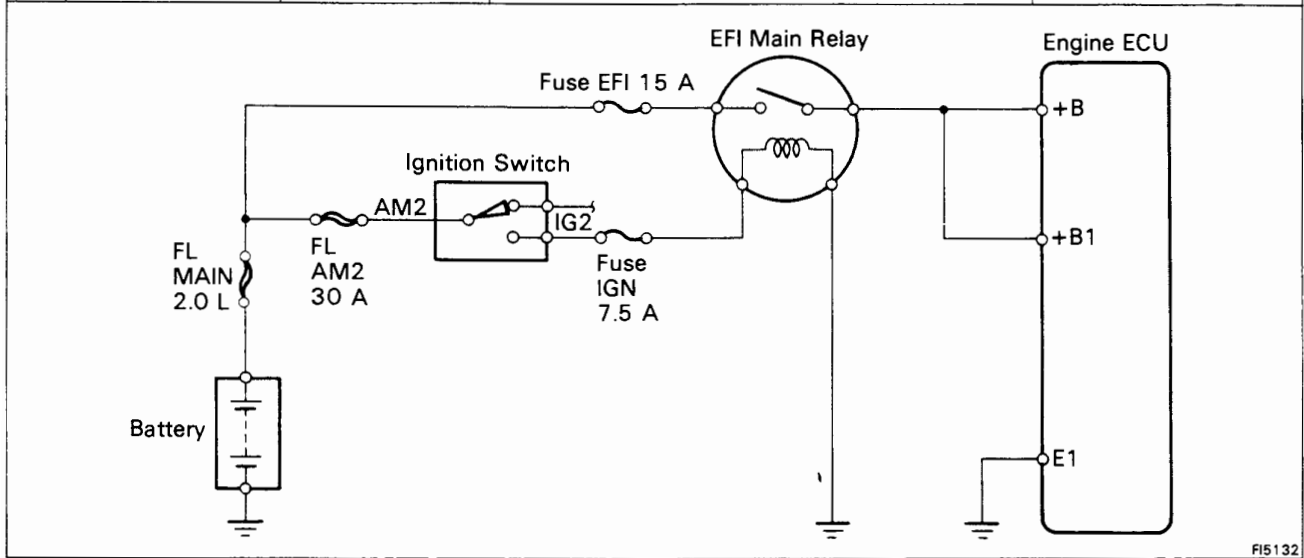 EFI Main Relay
Engine ECU
Fuse EFI 15 A
+B
Ignition Switch
AM2
IG2
+B1
FL
MAIN
2.0 L
FL
AM2
30 A
Fuse
IGN
7.5 A
Battery
E1
FI5132